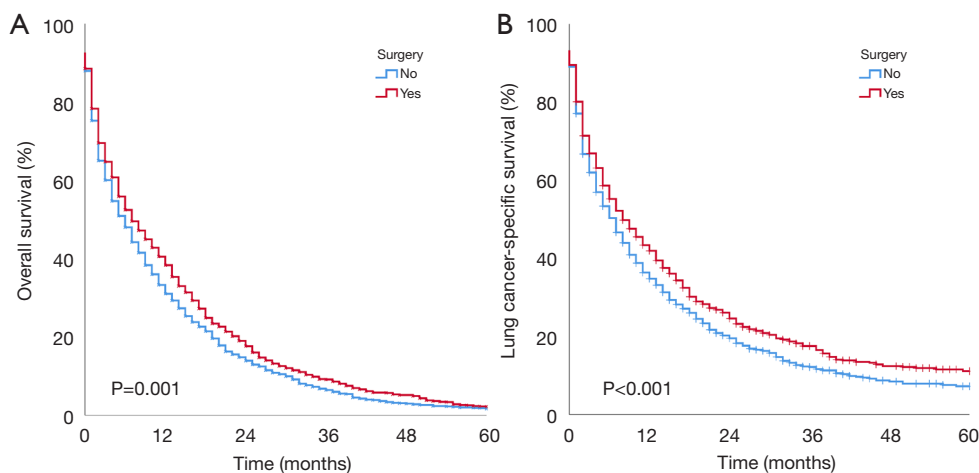 A
Overall survival (%)
100
80
60
40
20
0
Surgery
No
Yes
P=0.001
0 12 24 36 48 60
Time (months)
B
Lung cancer-specific survival (%)
100
80
60
40
20
0
Surgery
No
Yes
P<0.001
0 12 24 36 48 60
Time (months)